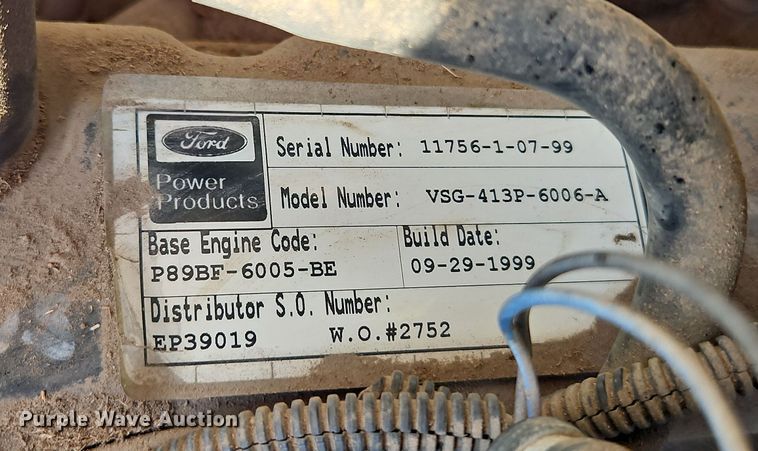 Ford
Power
Products
Serial Number: 11756-1-07-99
Model Number: VSG-413P-6006-A
Base Engine Code:
P89BF-6005-BE
Build Date:
09-29-1999
Distributor S.O. Number:
EP39019 W.O.#2752
Purple Wave Auction